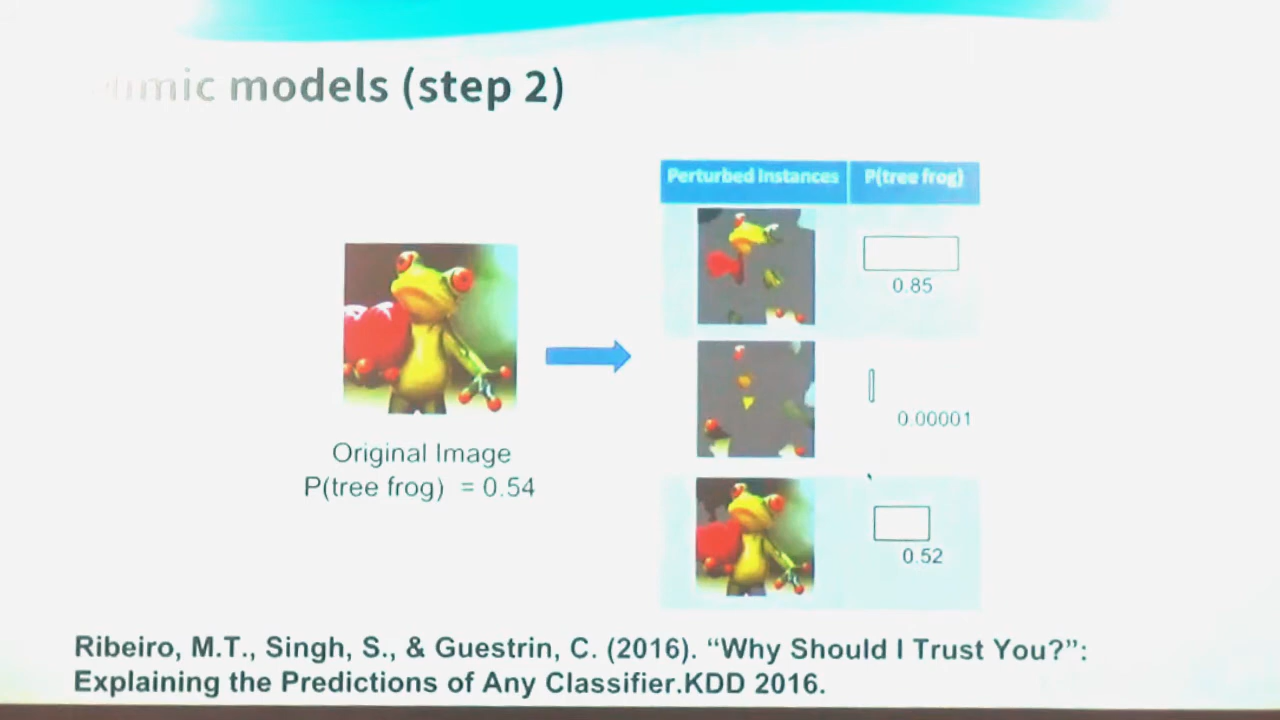 mimic models (step 2)
Perturbed Instances P(tree frog)
0.85
0.00001
0.52
Original Image
P(tree frog) = 0.54
Ribeiro, M.T., Singh, S., & Guestrin, C. (2016). “Why Should I Trust You?”:
Explaining the Predictions of Any Classifier.KDD 2016.